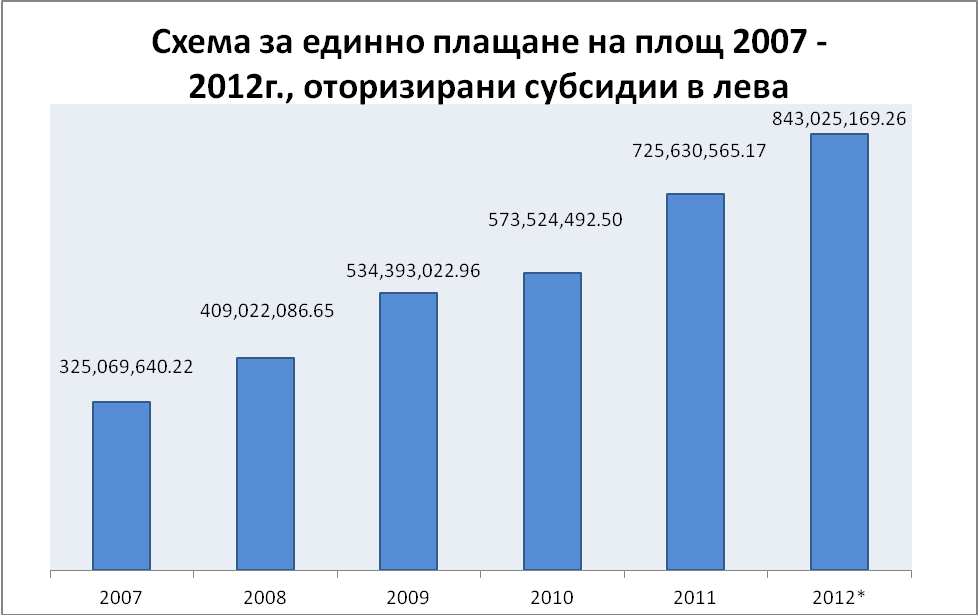 Схема за единно плащане на площ 2007 -
2012г., оторизирани субсидии в лева
843,025,169.26
725,630,565.17
573,524,492.50
534,393,022.96
409,022,086.65
325,069,640.22
2007 2008 2009 2010 2011 2012*